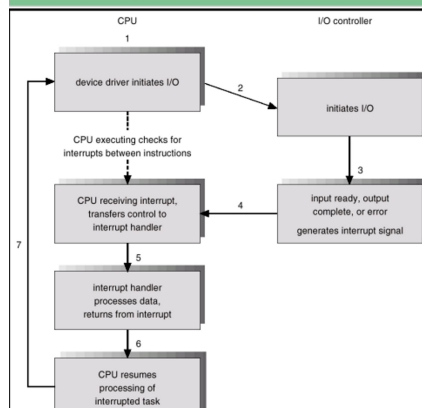 CPU
I/O controller
1
device driver initiates I/O
2
initiates I/O
CPU executing checks for
interrupts between instructions
3
CPU receiving interrupt,
transfers control to
interrupt handler
4
input ready, output
complete, or error
generates interrupt signal
7
5
interrupt handler
processes data,
returns from interrupt
6
CPU resumes
processing of
interrupted task